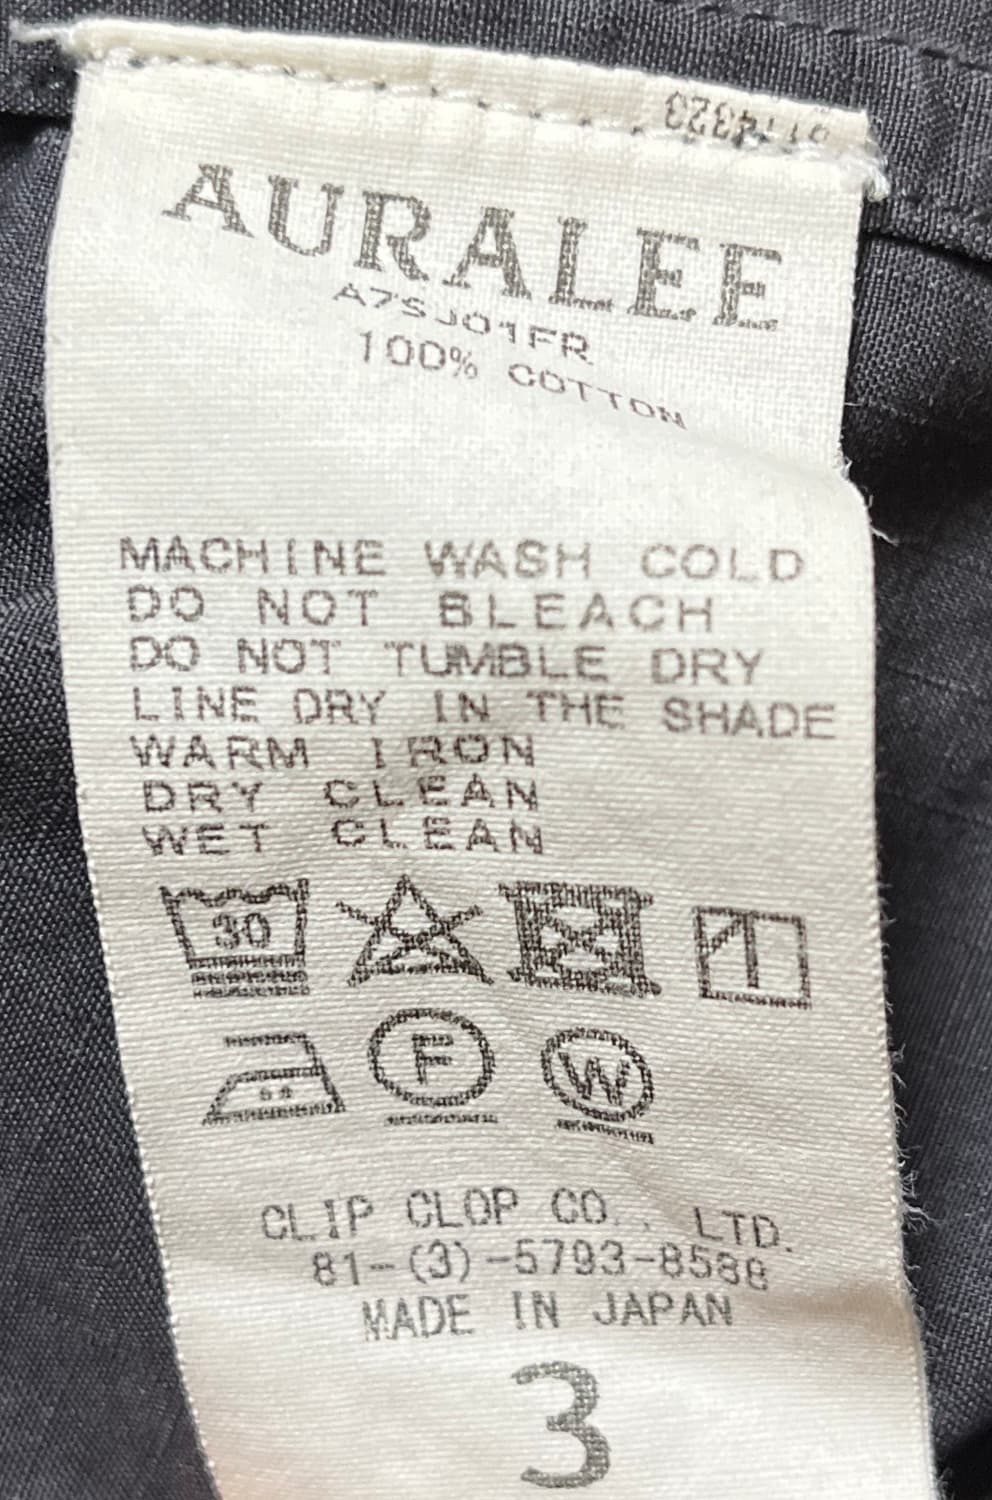 AURALEE
A7SJ01FR
100% COTTON
MACHINE WASH COLD
DO NOT BLEACH
DO NOT TUMBLE DRY
LINE DRY IN THE SHADE
WARM IRON
DRY CLEAN
WET CLEAN
30
F
W
CLIP CLOP CO., LTD.
81-(3)-5793-8588
MADE IN JAPAN
3